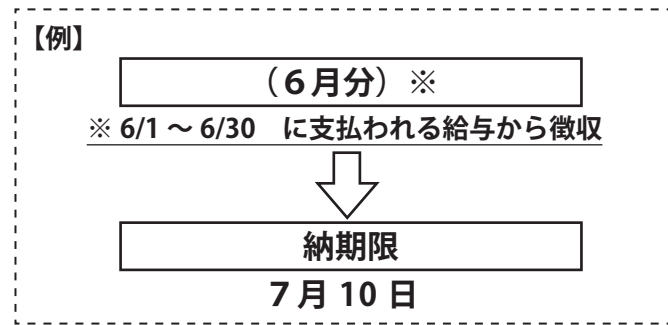 【例】
（６月分）※
※ 6/1 ～ 6/30　に支払われる給与から徴収
納期限
７月 10 日